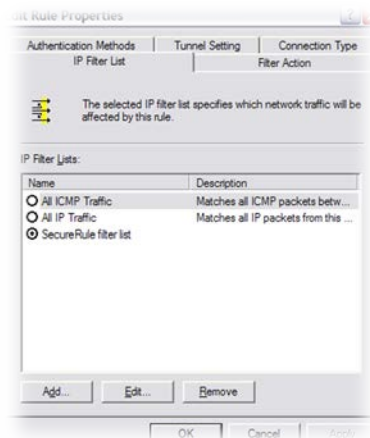 it Rule Properties
Authentication Methods Tunnel Setting Connection Type
IP Filter List Filter Action
The selected IP filter list specifies which network traffic will be
affected by this rule.
IP Filter Lists:
Name Description
All ICMP Traffic Matches all ICMP packets betw...
All IP Traffic Matches all IP packets from this ...
SecureRule filter list
Add... Edit... Remove
OK Cancel Apply